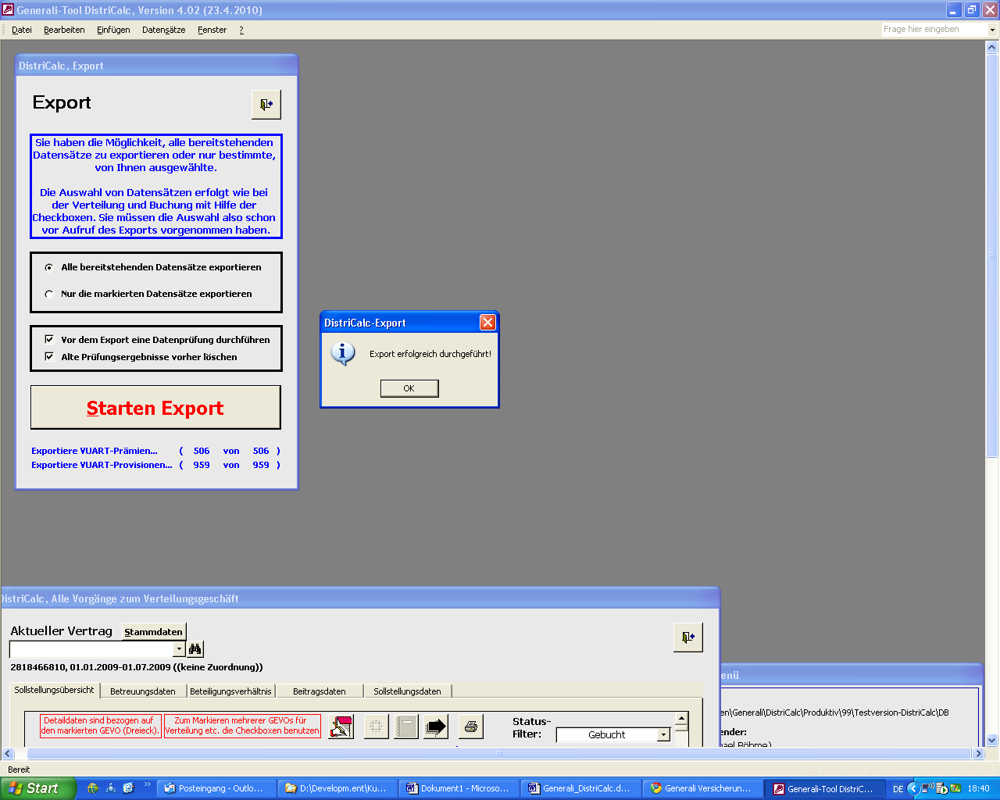 Generali-Tool DistriCalc, Version 4.02 (23.4.2010)
Datei Bearbeiten Einfügen Datensätze Fenster ?
Frage hier eingeben
DistriCalc, Export
Export
Sie haben die Möglichkeit, alle bereitstehenden
Datensätze zu exportieren oder nur bestimmte,
von Ihnen ausgewählte.
Die Auswahl von Datensätzen erfolgt wie bei
der Verteilung und Buchung mit Hilfe der
Checkboxen. Sie müssen die Auswahl also schon
vor Aufruf des Exports vorgenommen haben.
Alle bereitstehenden Datensätze exportieren
Nur die markierten Datensätze exportieren
Vor dem Export eine Datenprüfung durchführen
Alte Prüfungsergebnisse vorher löschen
Starten Export
Exportiere VUART-Prämien... ( 506 von 506 )
Exportiere VUART-Provisionen... ( 959 von 959 )
DistriCalc-Export
Export erfolgreich durchgeführt!
OK
DistriCalc, Alle Vorgänge zum Verteilungsgeschäft
Aktueller Vertrag Stammdaten
2818466810, 01.01.2009-01.07.2009 ((keine Zuordnung))
Sollstellungsübersicht Betreuungsdaten Beteiligungsverhältnis Beitragsdaten Sollstellungsdaten
Detaildaten sind bezogen auf
den markierten GEVO (Dreieck).
Zum Markieren mehrerer GEVOs für
Verteilung etc. die Checkboxen benutzen
Status-
Filter: Gebucht
enü
en\Generali\DistriCalc\Produktiv\99\Testversion-DistriCalc\DB
ender:
ael Böhme)
Bereit
Start Posteingang - Outlo... D:\Developm.ent\Ku... Dokument1 - Microso... Generali_DistriCalc.d... Generali Versicherun... Generali-Tool DistriC... DE 18:40